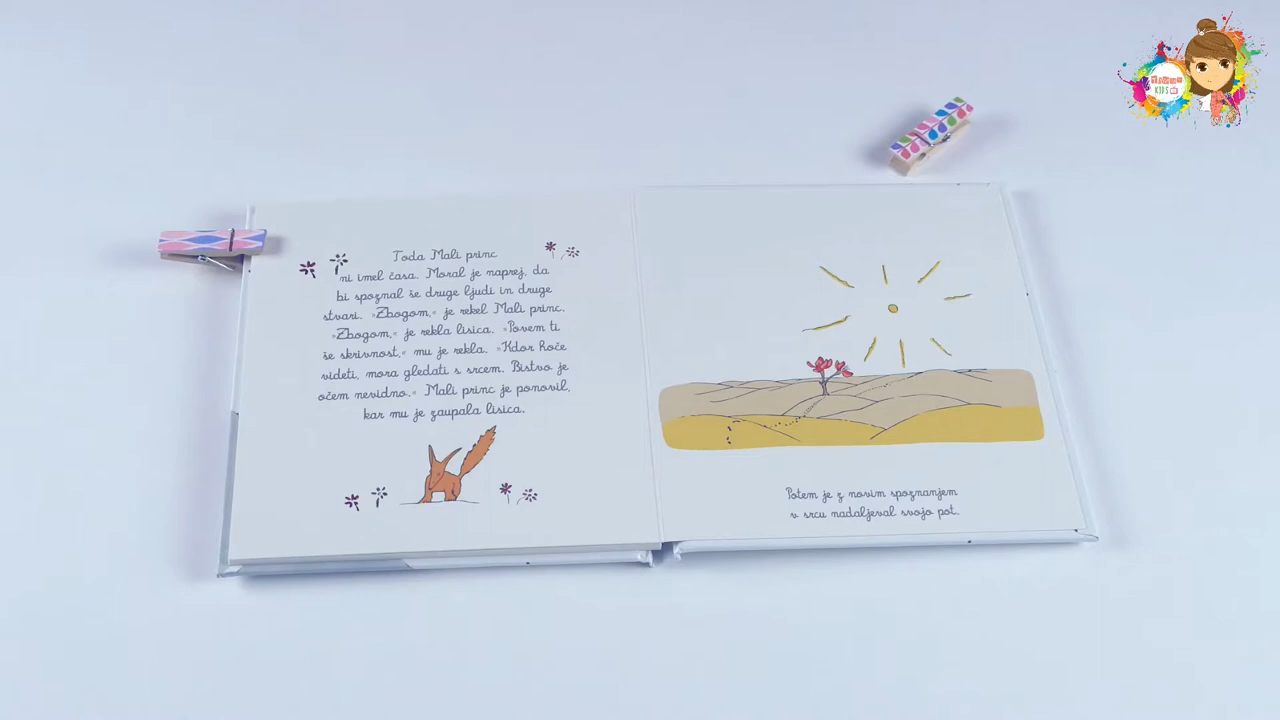 Toda Mali princ
ni imel časa. Moral je naprej, da
bi spoznal še druge ljudi in druge
stvari. »Zbogom,« je rekel Mali princ.
»Zbogom,« je rekla lisica. »Povem ti
še skrivnost,« mu je rekla. »Kdor hoče
videti, mora gledati s srcem. Bistvo je
očem nevidno.« Mali princ je ponovil,
kar mu je zaupala lisica.
Potem je z novim spoznanjem
v srcu nadaljeval svojo pot.
KIDS